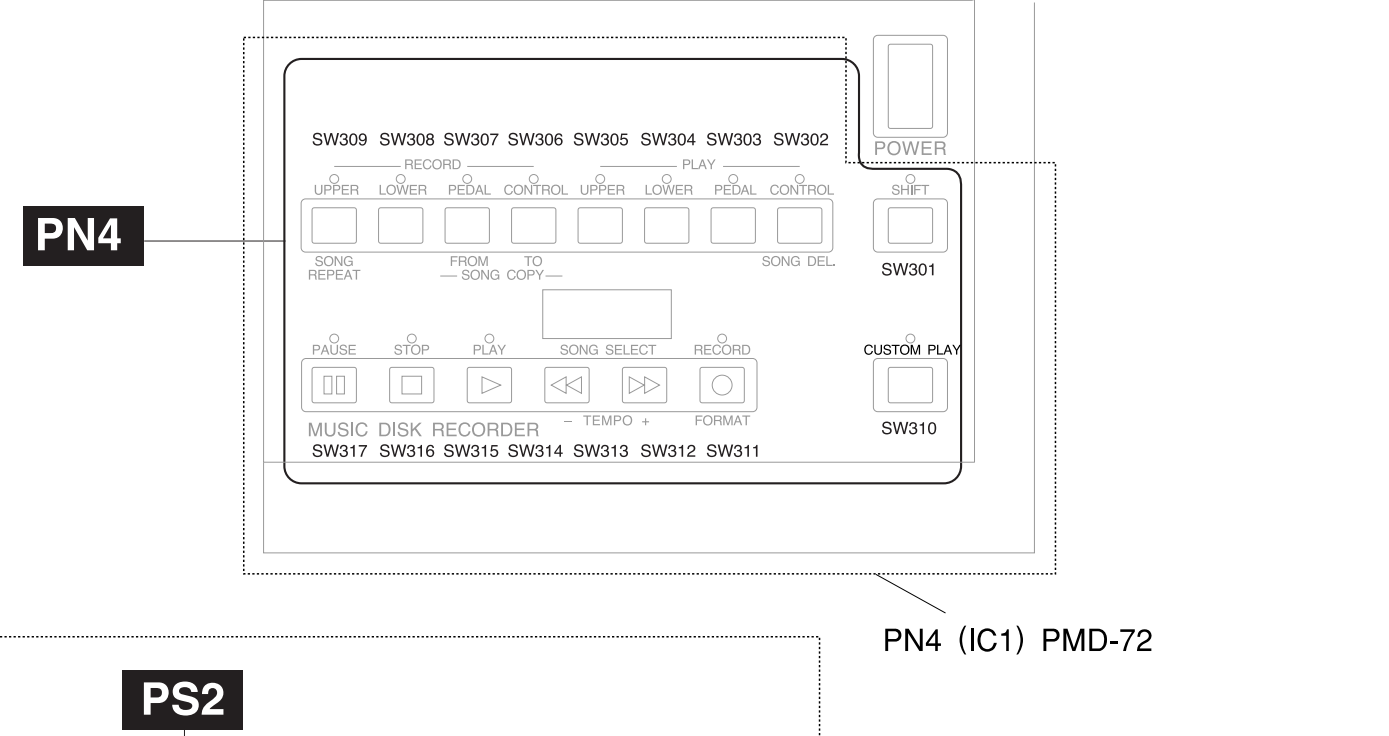 POWER
SW309 SW308 SW307 SW306 SW305 SW304 SW303 SW302
RECORD PLAY
UPPER LOWER PEDAL CONTROL UPPER LOWER PEDAL CONTROL SHIFT
PN4
SONG REPEAT
FROM TO
SONG COPY
SONG DEL.
SW301
PAUSE STOP PLAY SONG SELECT RECORD CUSTOM PLAY
– TEMPO + FORMAT
MUSIC DISK RECORDER
SW310
SW317 SW316 SW315 SW314 SW313 SW312 SW311
PN4 (IC1) PMD-72
PS2